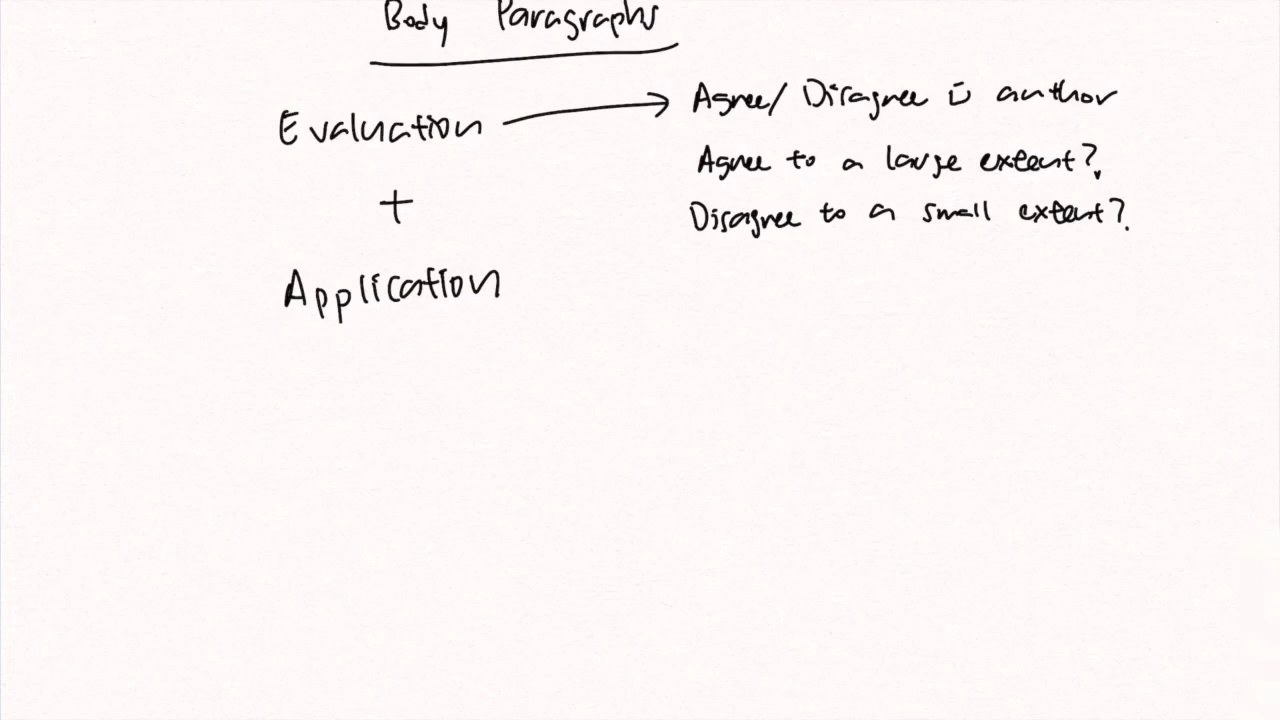 Body Paragraphs
Evaluation → Agree/ Disagree c̄ author
Agree to a large extent?
Disagree to a small extent?
+
Application